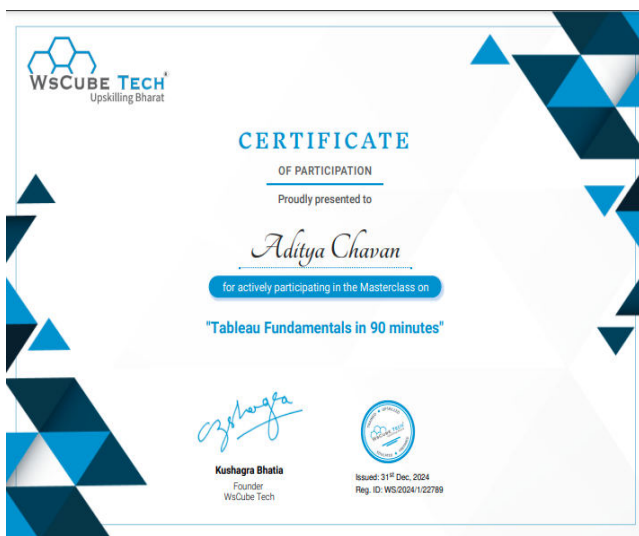 WSCUBE TECH
Upskilling Bharat
CERTIFICATE
OF PARTICIPATION
Proudly presented to
Aditya Chavan
for actively participating in the Masterclass on
"Tableau Fundamentals in 90 minutes"
Kushagra Bhatia
Founder
WsCube Tech
WSCUBE TECH
Issued: 31st Dec, 2024
Reg. ID: WS/2024/1/22789